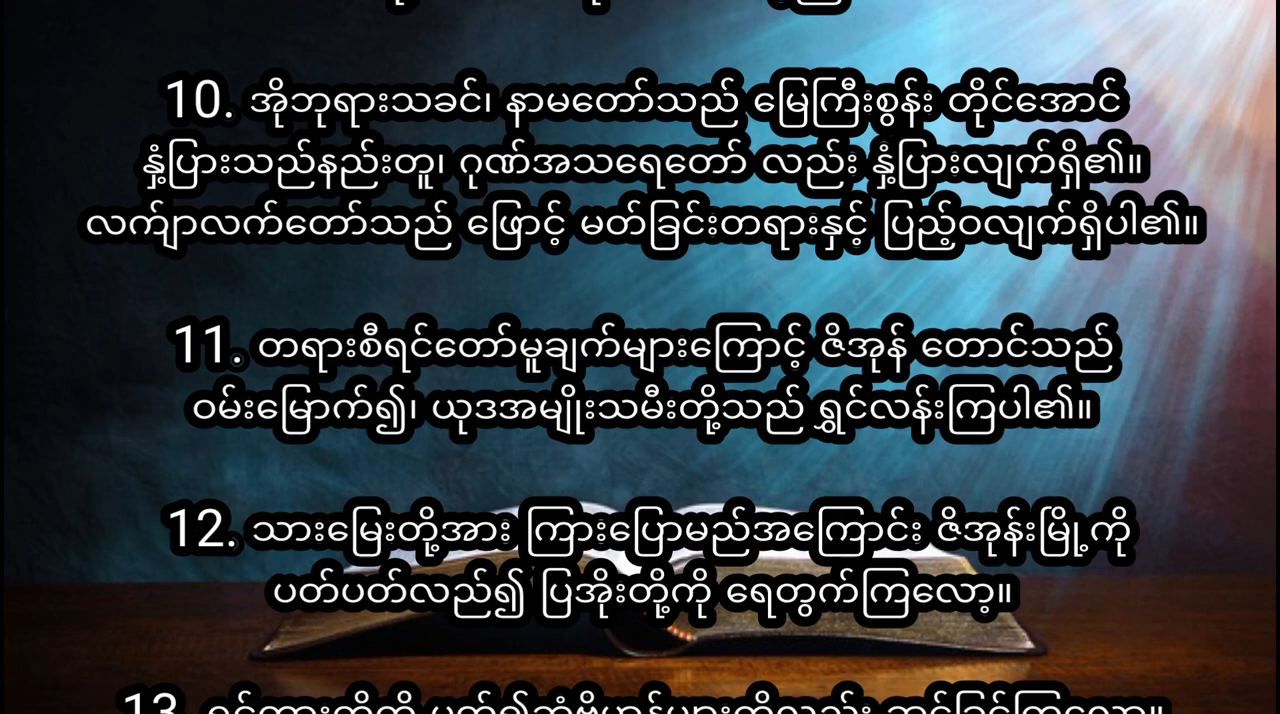 10. အိုဘုရားသခင်၊ နာမတော်သည် မြေကြီးစွန်း တိုင်အောင်
နှံ့ပြားသည်နည်းတူ၊ ဂုဏ်အသရေတော် လည်း နှံ့ပြားလျက်ရှိ၏။
လက်ျာလက်တော်သည် ဖြောင့် မတ်ခြင်းတရားနှင့် ပြည့်ဝလျက်ရှိပါ၏။
11. တရားစီရင်တော်မူချက်များကြောင့် ဇိအုန် တောင်သည်
ဝမ်းမြောက်၍၊ ယုဒအမျိုးသမီးတို့သည် ရွှင်လန်းကြပါ၏။
12. သားမြေးတို့အား ကြားပြောမည်အကြောင်း ဇိအုန်းမြို့ကို
ပတ်ပတ်လည်၍ ပြအိုးတို့ကို ရေတွက်ကြလော့။
13.